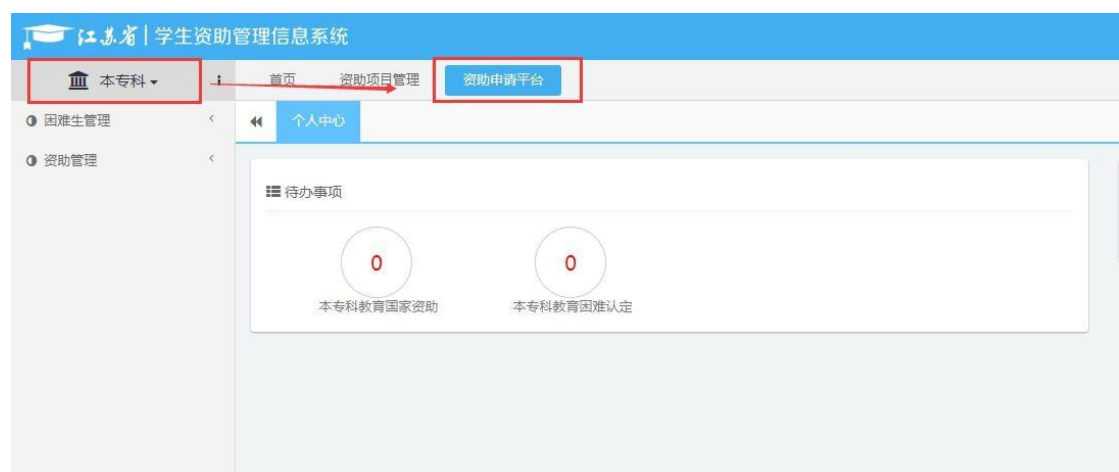 江苏省|学生资助管理信息系统
本专科 首页 资助项目管理 资助申请平台
困难生管理 个人中心
资助管理
待办事项
0 0
本专科教育国家资助 本专科教育困难认定